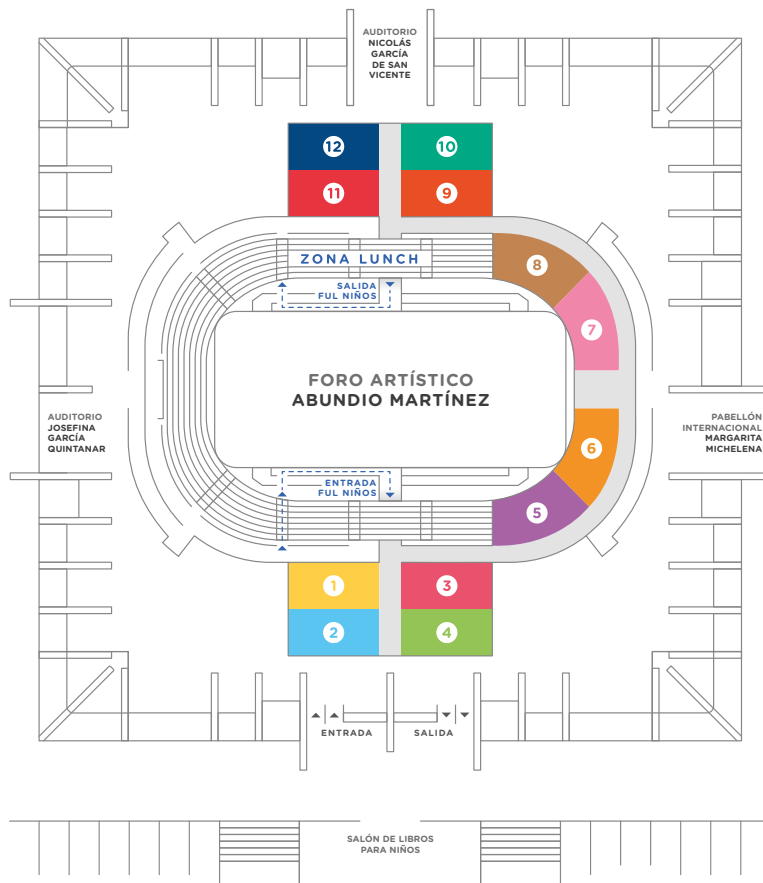 AUDITORIO
NICOLÁS
GARCÍA
DE SAN
VICENTE
12
10
11
9
ZONA LUNCH
8
SALIDA
FUL NIÑOS
7
FORO ARTÍSTICO
ABUNDIO MARTÍNEZ
AUDITORIO
JOSEFINA
GARCÍA
QUINTANAR
PABELLÓN
INTERNACIONAL
MARGARITA
MICHELENA
6
ENTRADA
FUL NIÑOS
5
1
3
2
4
ENTRADA
SALIDA
SALÓN DE LIBROS
PARA NIÑOS